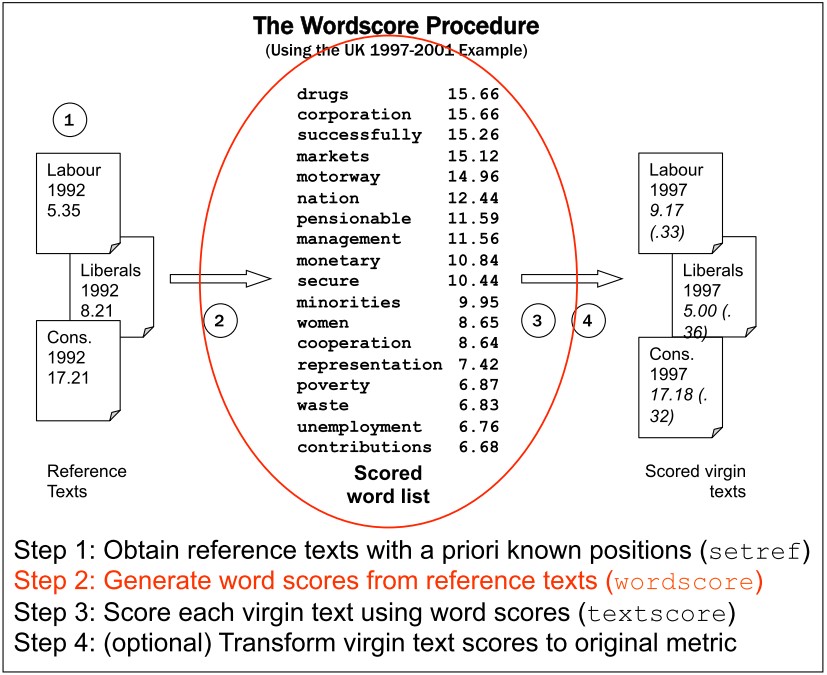 The Wordscore Procedure
(Using the UK 1997-2001 Example)
1
Labour
1992
5.35
Liberals
1992
8.21
Cons.
1992
17.21
Reference
Texts
2
drugs 15.66
corporation 15.66
successfully 15.26
markets 15.12
motorway 14.96
nation 12.44
pensionable 11.59
management 11.56
monetary 10.84
secure 10.44
minorities 9.95
women 8.65
cooperation 8.64
representation 7.42
poverty 6.87
waste 6.83
unemployment 6.76
contributions 6.68
Scored
word list
3
4
Labour
1997
9.17
(.33)
Liberals
1997
5.00 (.
36)
Cons.
1997
17.18 (.
32)
Scored virgin
texts
Step 1: Obtain reference texts with a priori known positions (setref)
Step 2: Generate word scores from reference texts (wordscore)
Step 3: Score each virgin text using word scores (textscore)
Step 4: (optional) Transform virgin text scores to original metric